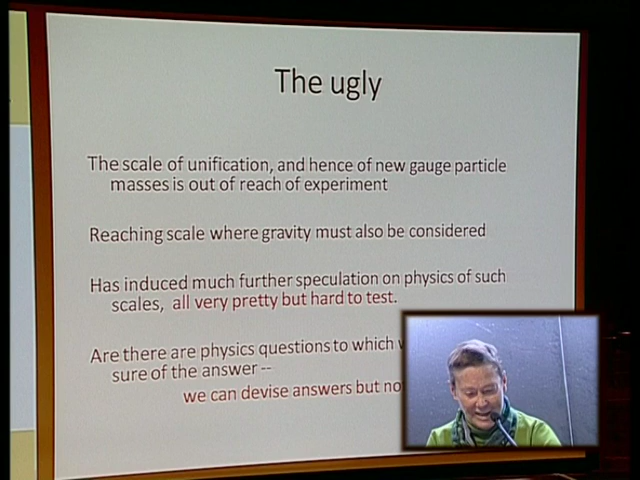 The ugly
The scale of unification, and hence of new gauge particle
masses is out of reach of experiment
Reaching scale where gravity must also be considered
Has induced much further speculation on physics of such
scales, all very pretty but hard to test.
Are there are physics questions to which
sure of the answer --
we can devise answers but